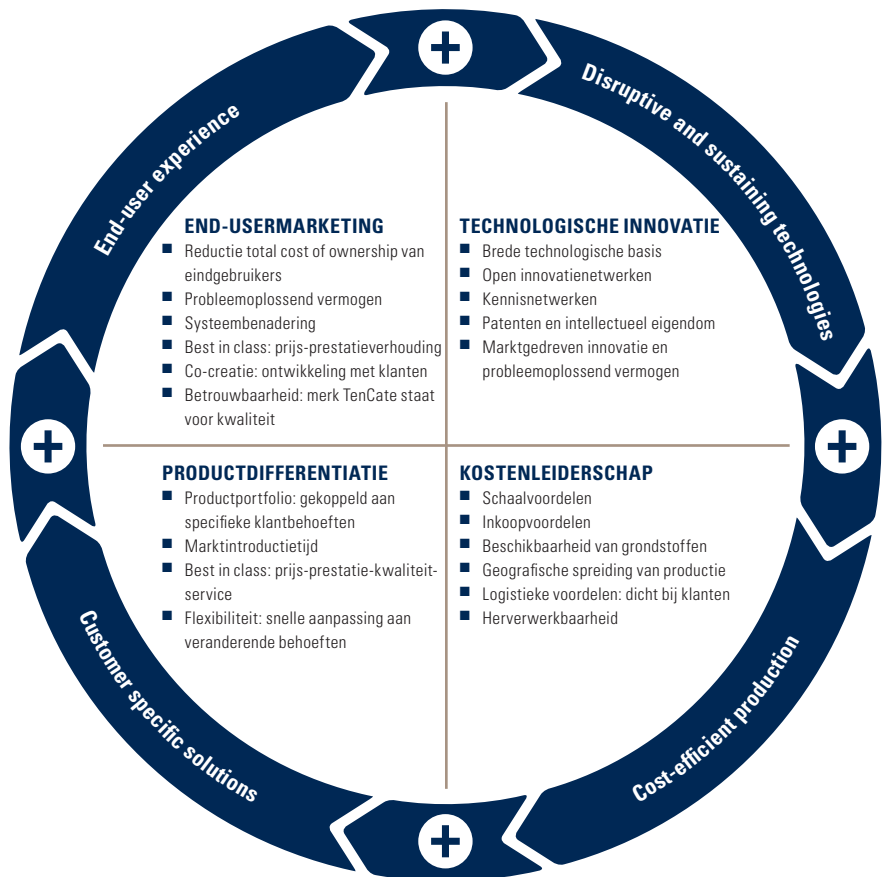 End-user experience
Disruptive and sustaining technologies
END-USERMARKETING
■ Reductie total cost of ownership van
eindgebruikers
■ Probleemoplossend vermogen
■ Systeembenadering
■ Best in class: prijs-prestatieverhouding
■ Co-creatie: ontwikkeling met klanten
■ Betrouwbaarheid: merk TenCate staat
voor kwaliteit
TECHNOLOGISCHE INNOVATIE
■ Brede technologische basis
■ Open innovatienetwerken
■ Kennisnetwerken
■ Patenten en intellectueel eigendom
■ Marktgedreven innovatie en
probleemoplossend vermogen
PRODUCTDIFFERENTIATIE
■ Productportfolio: gekoppeld aan
specifieke klantbehoeften
■ Marktintroductietijd
■ Best in class: prijs-prestatie-kwaliteit-
service
■ Flexibiliteit: snelle aanpassing aan
veranderende behoeften
KOSTENLEIDERSCHAP
■ Schaalvoordelen
■ Inkoopvoordelen
■ Beschikbaarheid van grondstoffen
■ Geografische spreiding van productie
■ Logistieke voordelen: dicht bij klanten
■ Herverwerkbaarheid
Customer specific solutions
Cost-efficient production